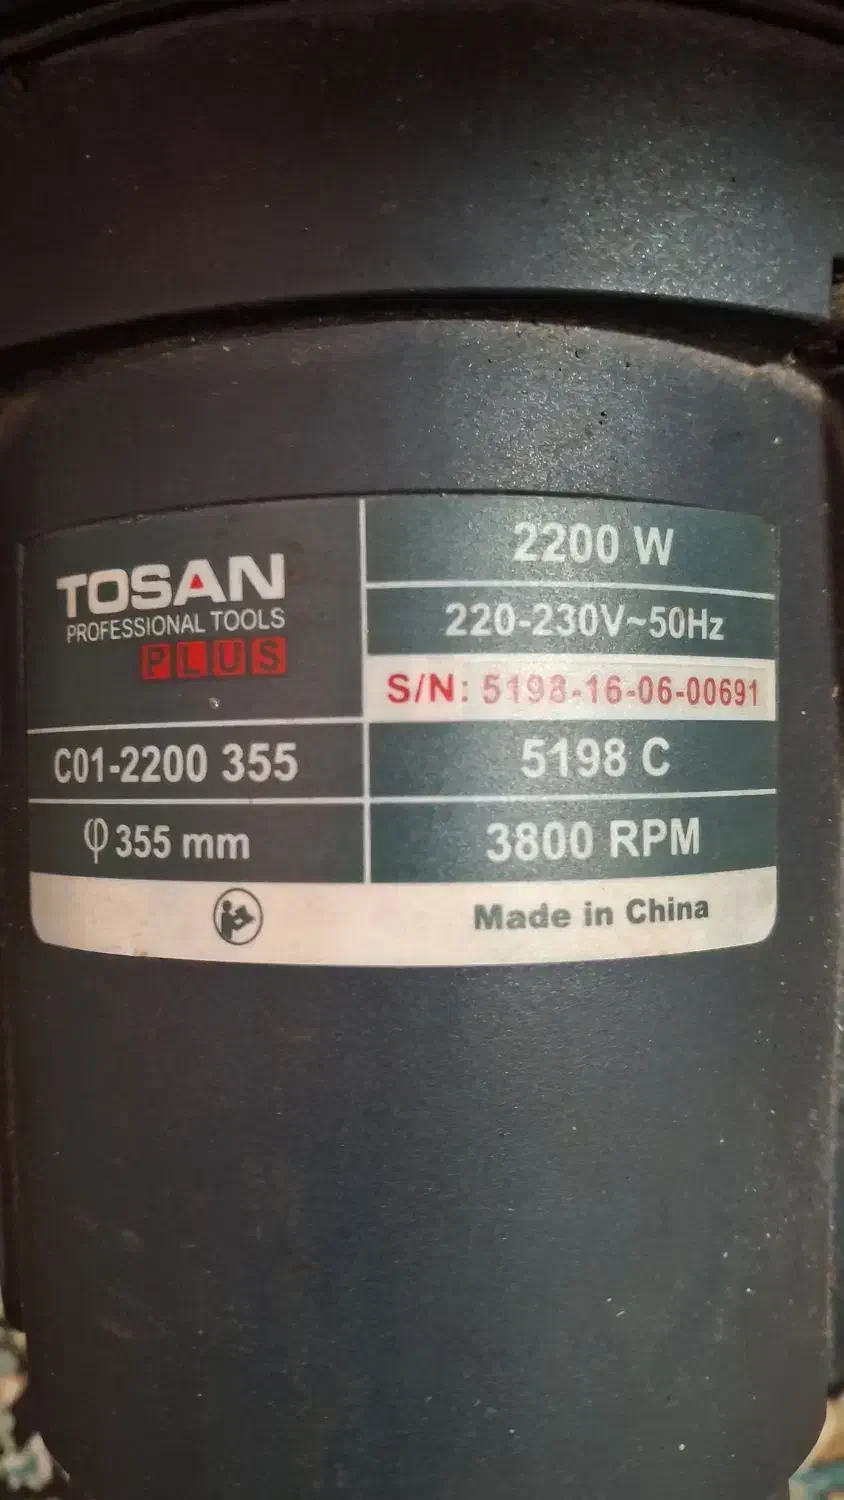 TOSAN
PROFESSIONAL TOOLS
PLUS
2200 W
220-230V~50Hz
S/N: 5198-16-06-00691
C01-2200 355
5198 C
φ 355 mm
3800 RPM
Made in China